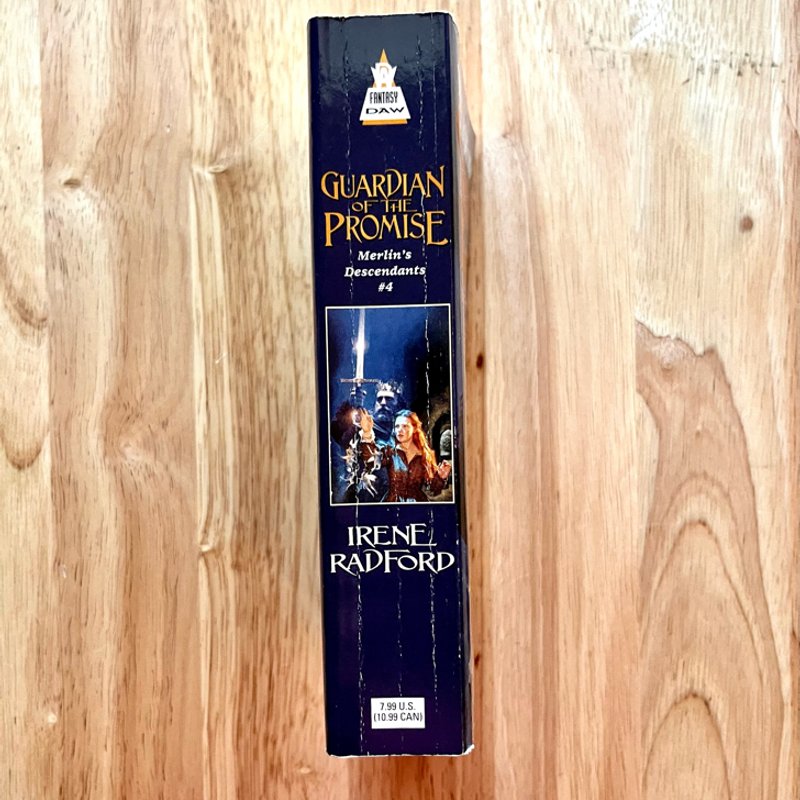 FANTASY
DAW
GUARDIAN
OF THE
PROMISE
Merlin's
Descendants
#4
IRENE
RADFORD
7.99 U.S.
(10.99 CAN)